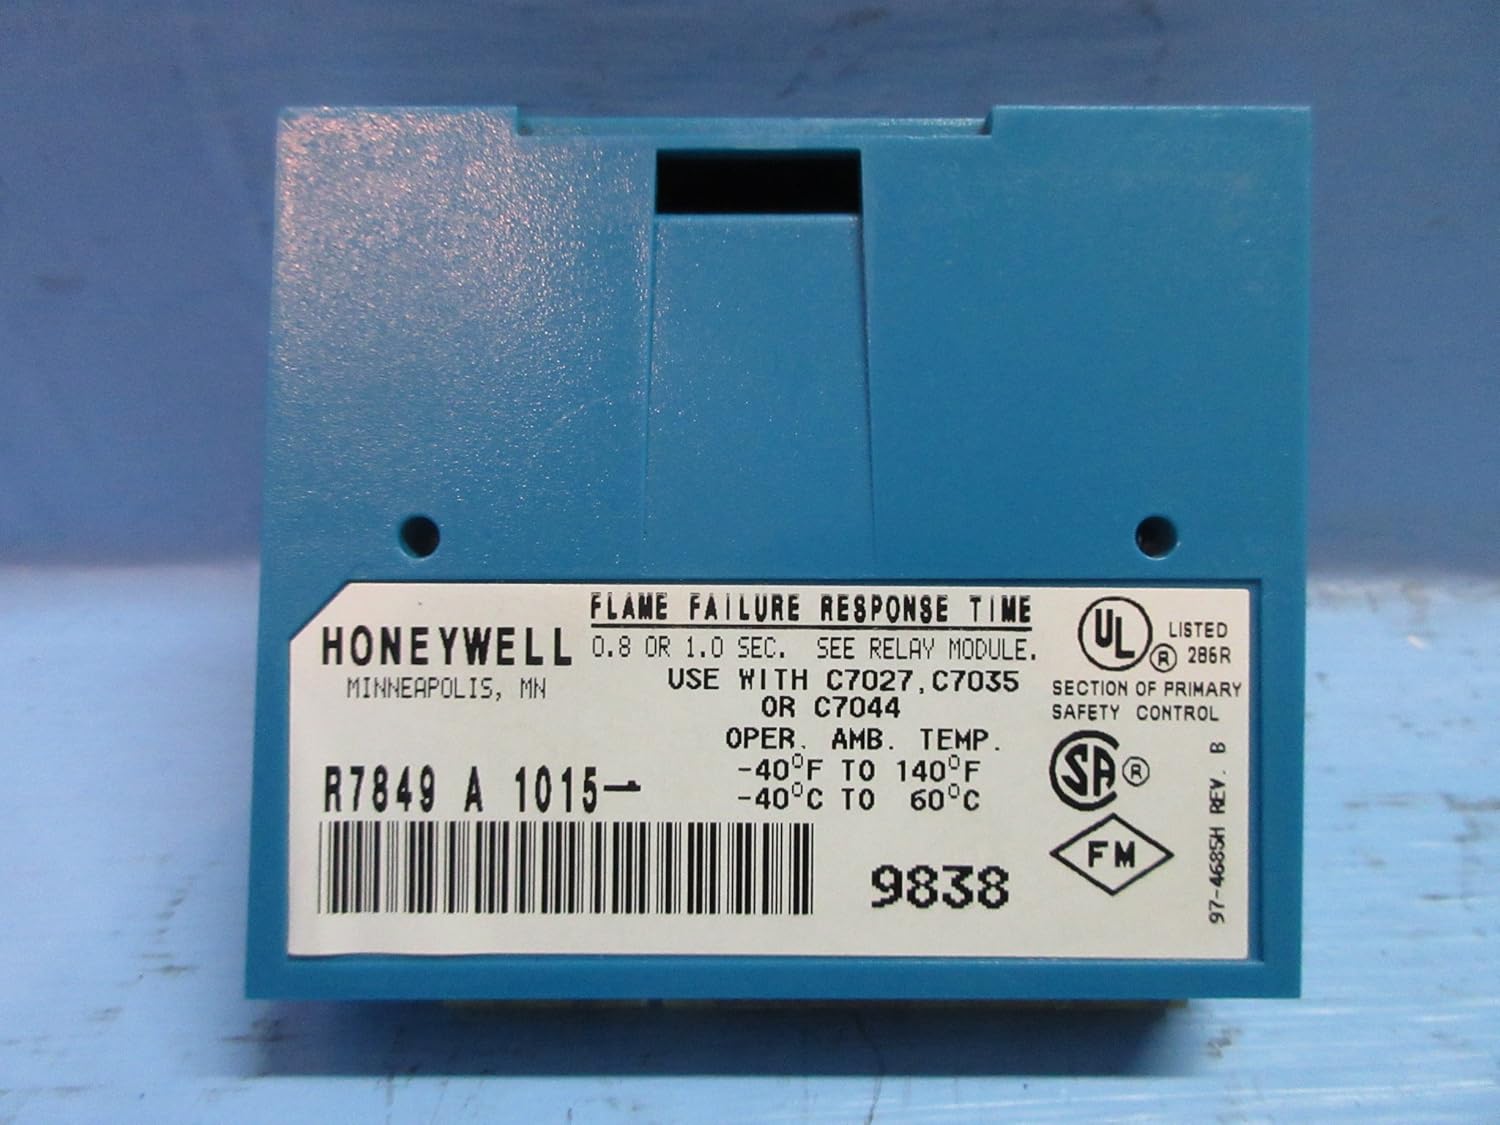 HONEYWELL
MINNEAPOLIS, MN
FLAME FAILURE RESPONSE TIME
0.8 OR 1.0 SEC. SEE RELAY MODULE.
USE WITH C7027, C7035
OR C7044
OPER. AMB. TEMP.
-40°F TO 140°F
-40°C TO 60°C
R7849 A 1015-
9838
UL ® LISTED
286R
SECTION OF PRIMARY
SAFETY CONTROL
SA ®
FM
97-4685H REV. B